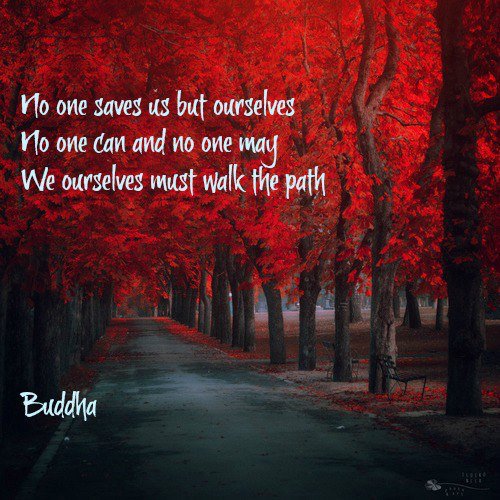 No one saves us but ourselves
No one can and no one may
We ourselves must walk the path
Buddha